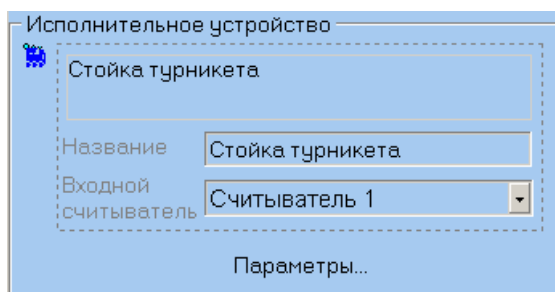 Исполнительное устройство
Стойка турникета
Название
Стойка турникета
Входной
считыватель
Считыватель 1
Параметры...